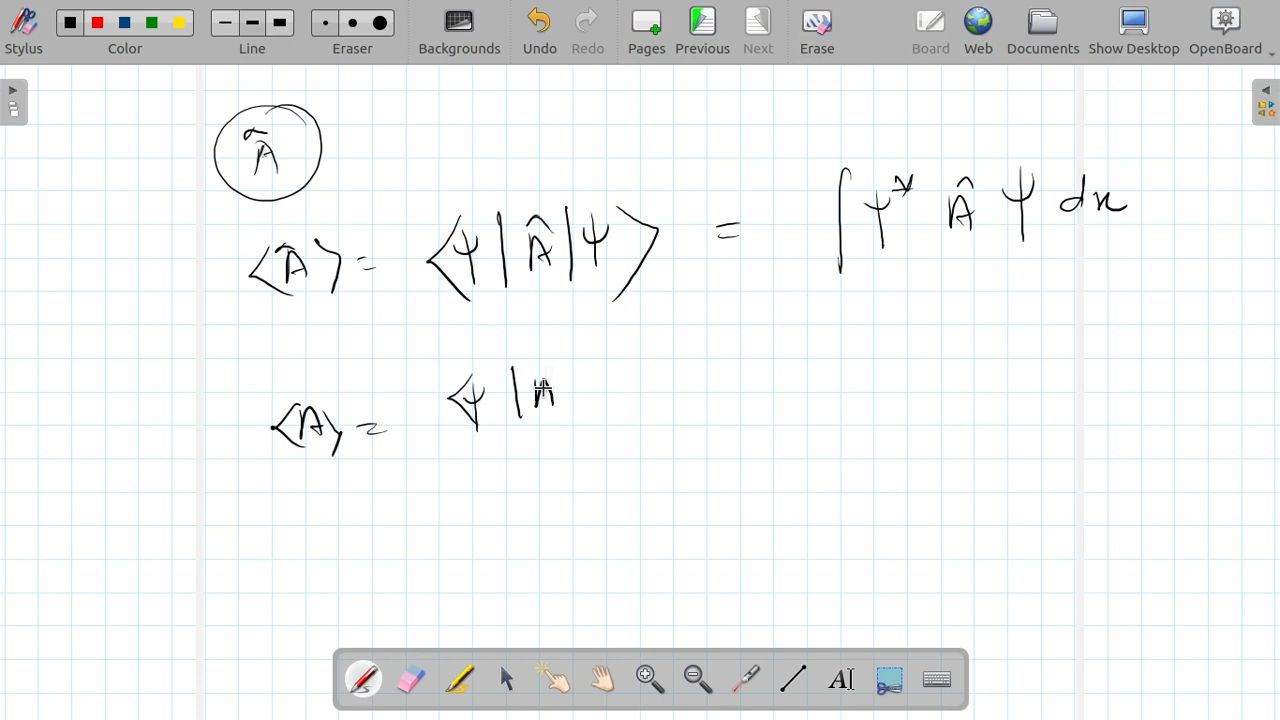 Stylus Color Line Eraser Backgrounds Undo Redo Pages Previous Next Erase Board Web Documents Show Desktop OpenBoard
Â
⟨Â⟩ = ⟨ψ|Â|ψ⟩ = ∫ ψ* Â ψ dx
⟨A⟩ = ⟨ψ|A